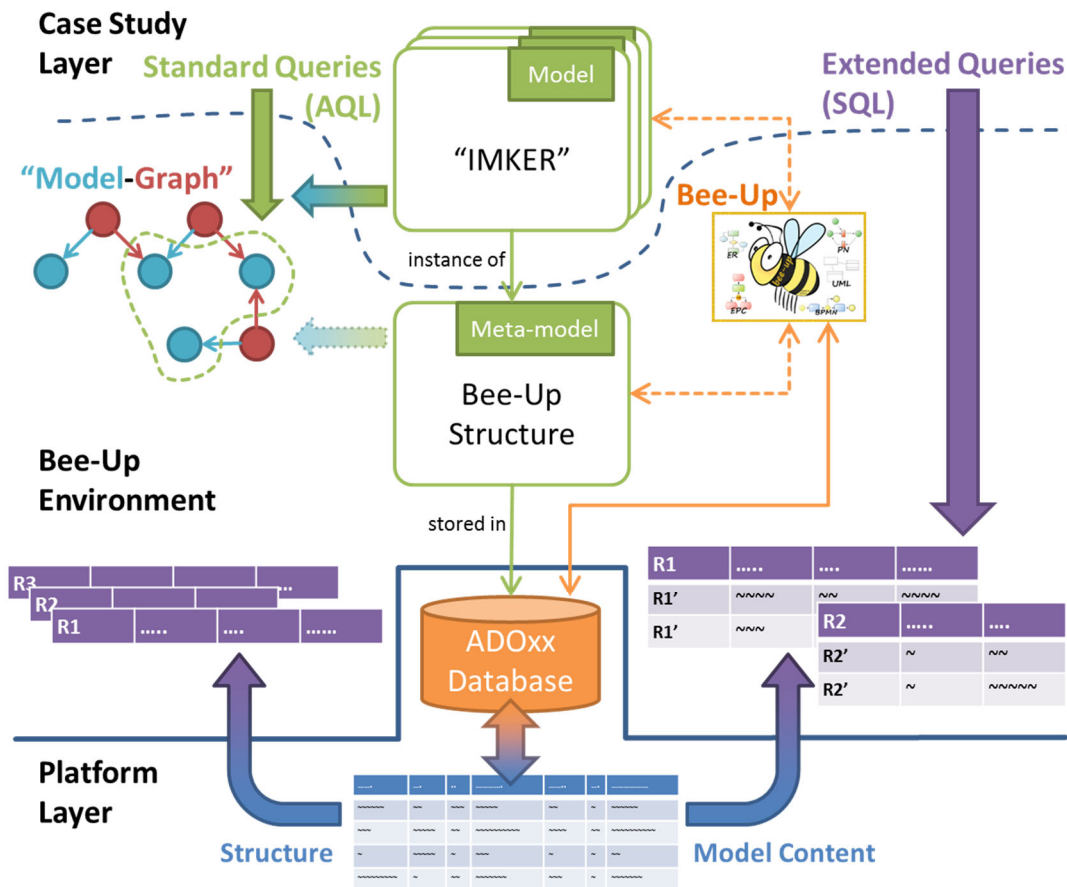 Case Study
Layer
Standard Queries
(AQL)
Model
“IMKER”
Extended Queries
(SQL)
“Model-Graph”
Bee-Up
ER
PN
bee-up
UML
EPC
BPMN
instance of
Meta-model
Bee-Up
Structure
Bee-Up
Environment
stored in
R3 ...
R2
R1 ..... .... ......
ADOxx
Database
R1 ..... .... ......
R1' ~~~~ ~~ ~~~~
R1' ~~~
R2 ..... ....
R2' ~ ~~
R2' ~ ~~~~~
Platform
Layer
Structure
Model Content